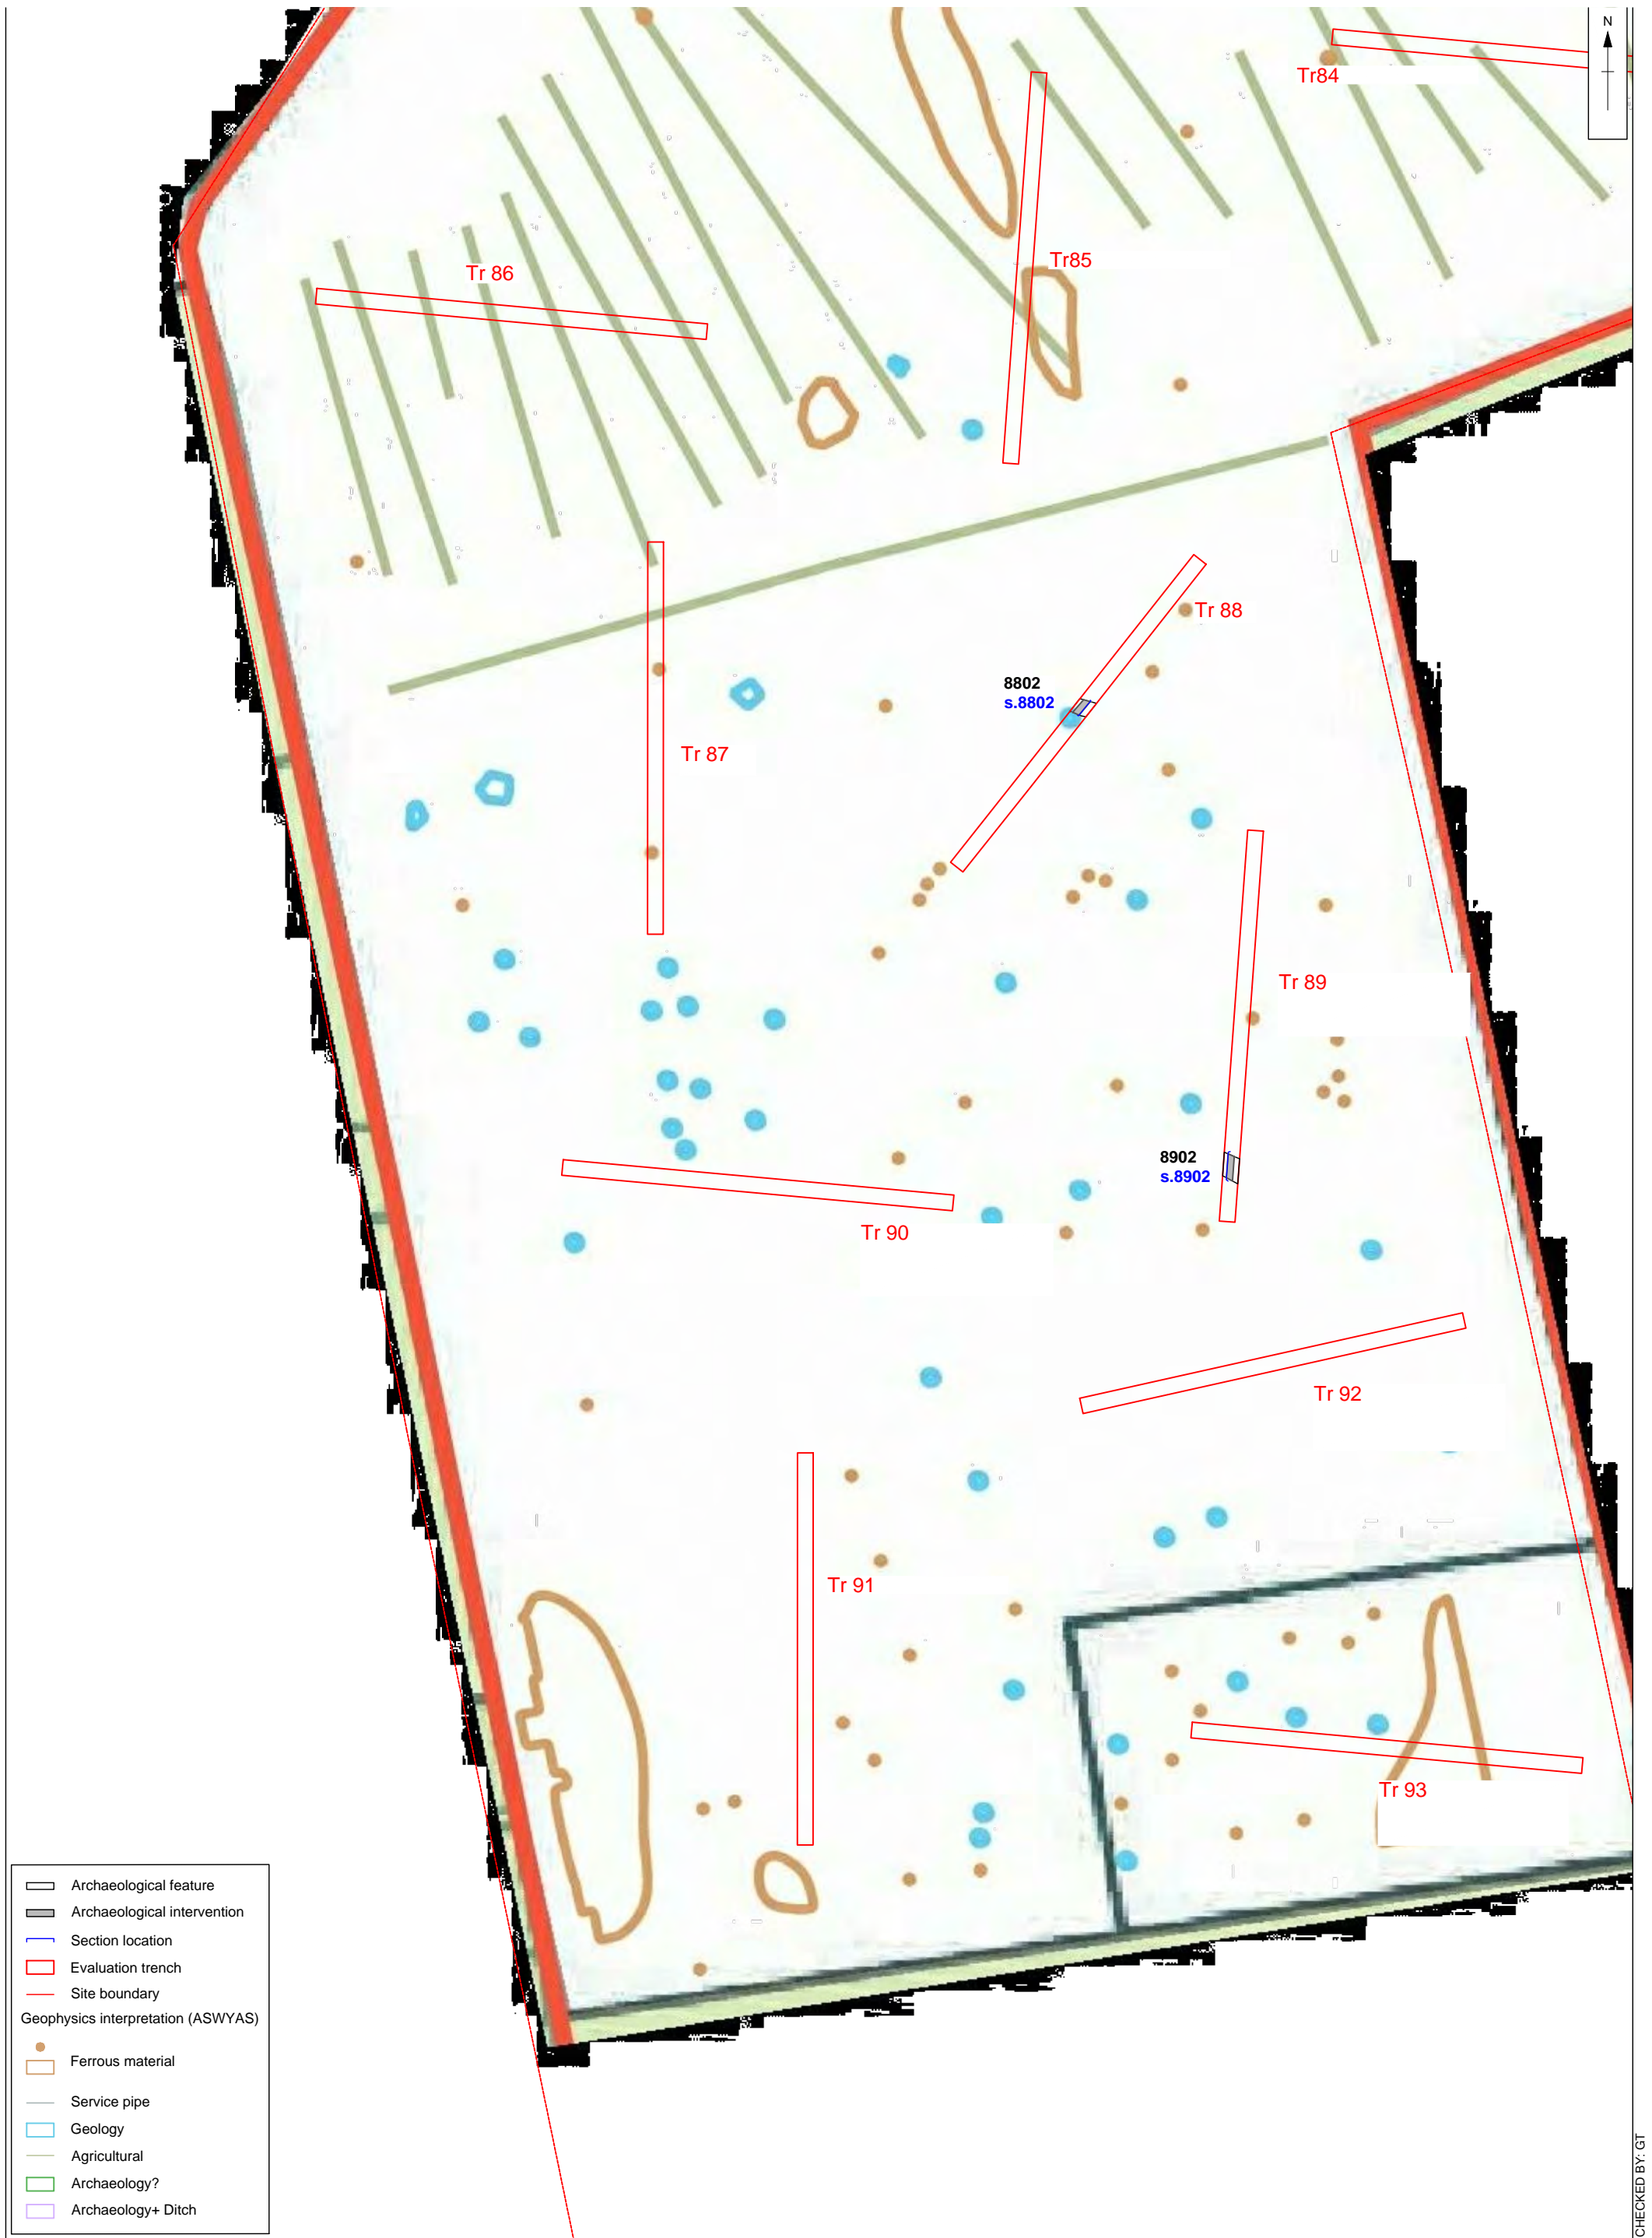 N
Tr84
Tr85
Tr 86
Tr 88
8802
s.8802
Tr 87
Tr 89
8902
s.8902
Tr 90
Tr 92
Tr 91
Tr 93
Archaeological feature
Archaeological intervention
Section location
Evaluation trench
Site boundary
Geophysics interpretation (ASWYAS)
Ferrous material
Service pipe
Geology
Agricultural
Archaeology?
Archaeology+ Ditch
CHECKED BY: GT